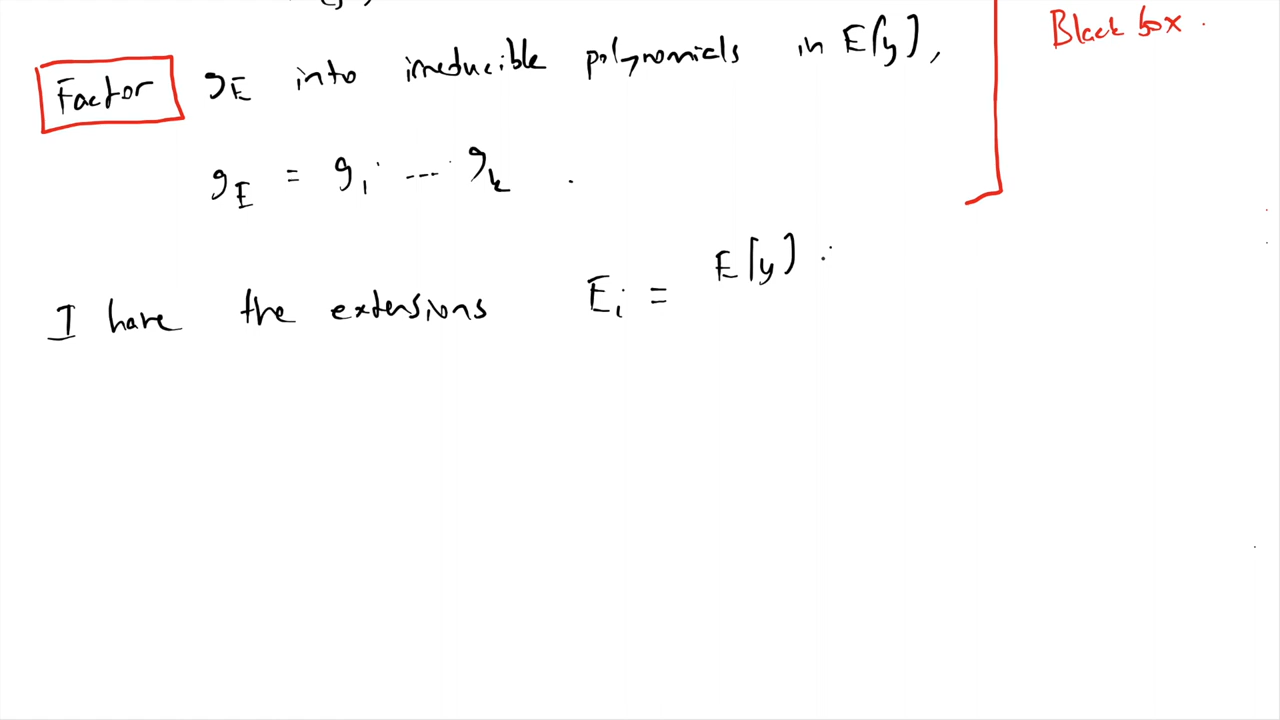 Black box .
Factor g_E into irreducible polynomials in E[y] ,
g_E = g_1 ... g_k .
I have the extensions E_i = E[y]